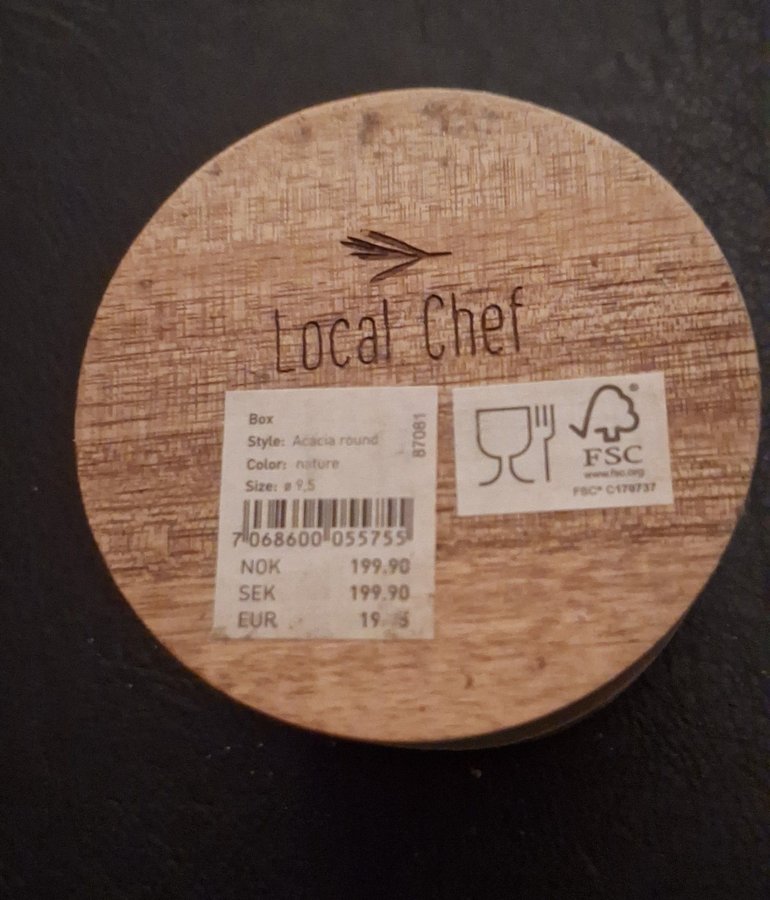 Local Chef
Box
Style: Acacia round
Color: nature
Size: ø 9,5
87081
7 068600 055755
NOK 199.90
SEK 199.90
EUR
FSC
www.fsc.org
FSC® C170737